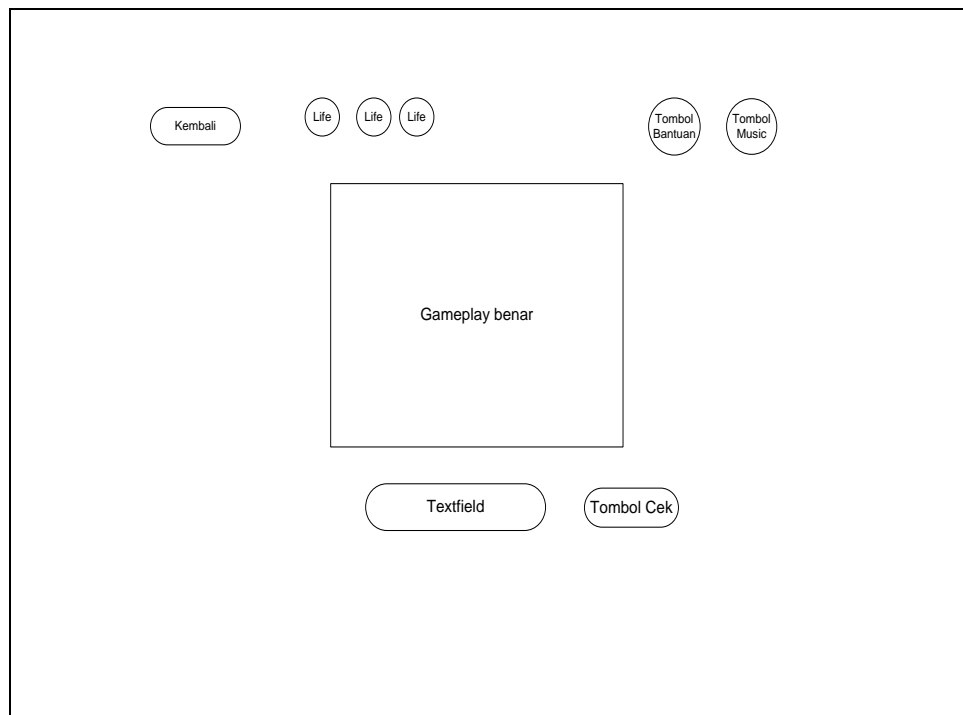 Kembali
Life
Life
Life
Tombol
Bantuan
Tombol
Music
Gameplay benar
Textfield
Tombol Cek